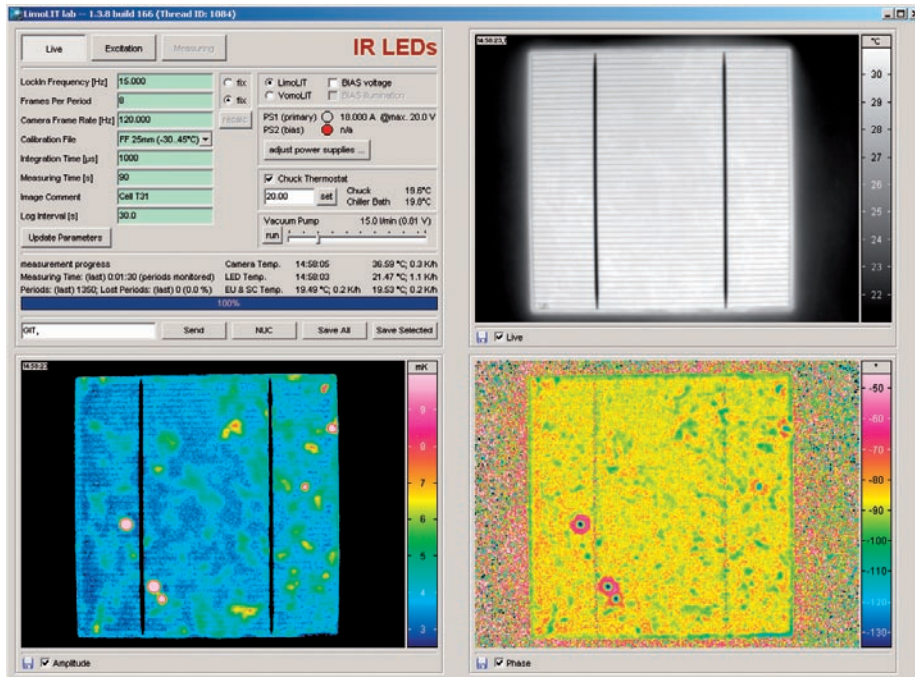 LimoLIT lab -- 1.3.8 build 166 (Thread ID: 1084)
Live Excitation Measuring IR LEDs
LockIn Frequency [Hz] 15.000 fix
Frames Per Period 8 fix
Camera Frame Rate [Hz] 120.000 recalc
Calibration File FF 25mm (-30..45°C)
Integration Time [µs] 1000
Measuring Time [s] 90
Image Comment Cell T31
Log Interval [s] 30.0
Update Parameters
LimoLIT BIAS voltage
VomoLIT BIAS illumination
PS1 (primary) 18.000 A @max. 20.0 V
PS2 (bias) n/a
adjust power supplies ...
Chuck Thermostat
20.00 set Chuck 19.8°C
Chiller Bath 19.8°C
Vacuum Pump 15.0 l/min (0.01 V)
run
measurement progress Camera Temp. 14:58:05 36.59 °C; 0.3 K/h
Measuring Time: (last) 0:01:30 (periods monitored) LED Temp. 14:58:03 21.47 °C; 1.1 K/h
Periods: (last) 1350; Lost Periods: (last) 0 (0.0 %) EU & SC Temp. 19.49 °C; 0.2 K/h 19.53 °C; 0.2 K/h
100%
GIT, Send NUC Save All Save Selected
°C
30
29
28
27
26
25
24
23
22
Live
mK
9
8
7
6
5
4
3
Amplitude
°
-50
-60
-70
-80
-90
-100
-110
-120
-130
Phase